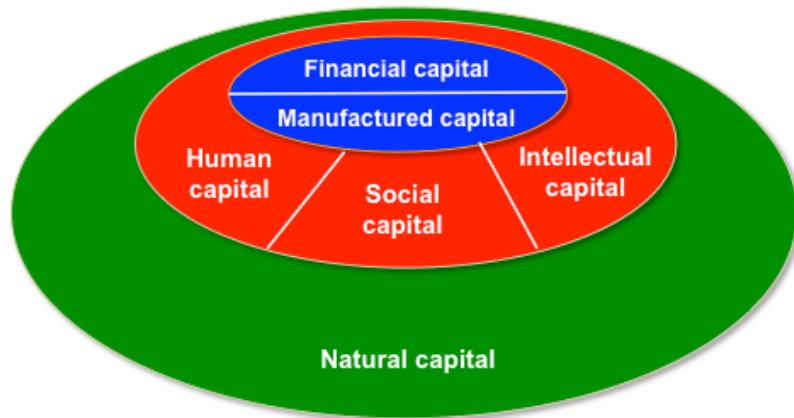 Financial capital
Manufactured capital
Human
capital
Social
capital
Intellectual
capital
Natural capital